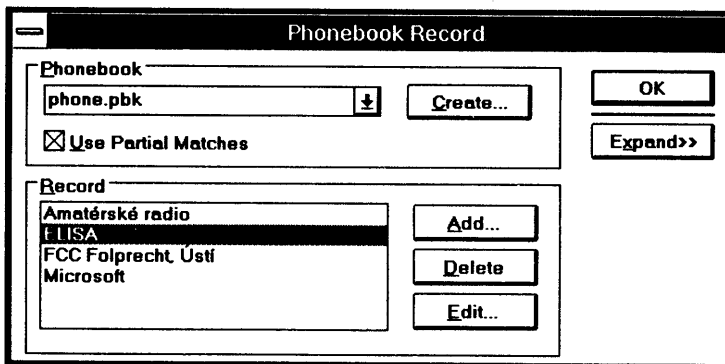 Phonebook Record
Phonebook
phone.pbk
Create...
Use Partial Matches
OK
Expand>>
Record
Amatérské radio
ELISA
FCC Folprecht, Ústí
Microsoft
Add...
Delete
Edit...